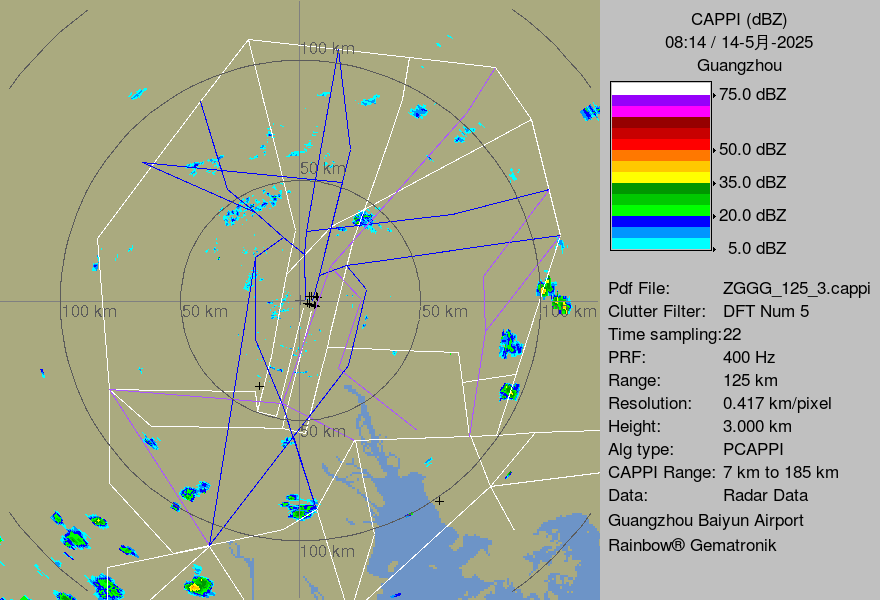 CAPPI (dBZ)
08:14 / 14-5月-2025
Guangzhou
75.0 dBZ
50.0 dBZ
35.0 dBZ
20.0 dBZ
5.0 dBZ
Pdf File: ZGGG_125_3.cappi
Clutter Filter: DFT Num 5
Time sampling:22
PRF: 400 Hz
Range: 125 km
Resolution: 0.417 km/pixel
Height: 3.000 km
Alg type: PCAPPI
CAPPI Range: 7 km to 185 km
Data: Radar Data
Guangzhou Baiyun Airport
Rainbow® Gematronik
100 km
50 km
100 km
50 km
50 km
100 km
50 km
100 km